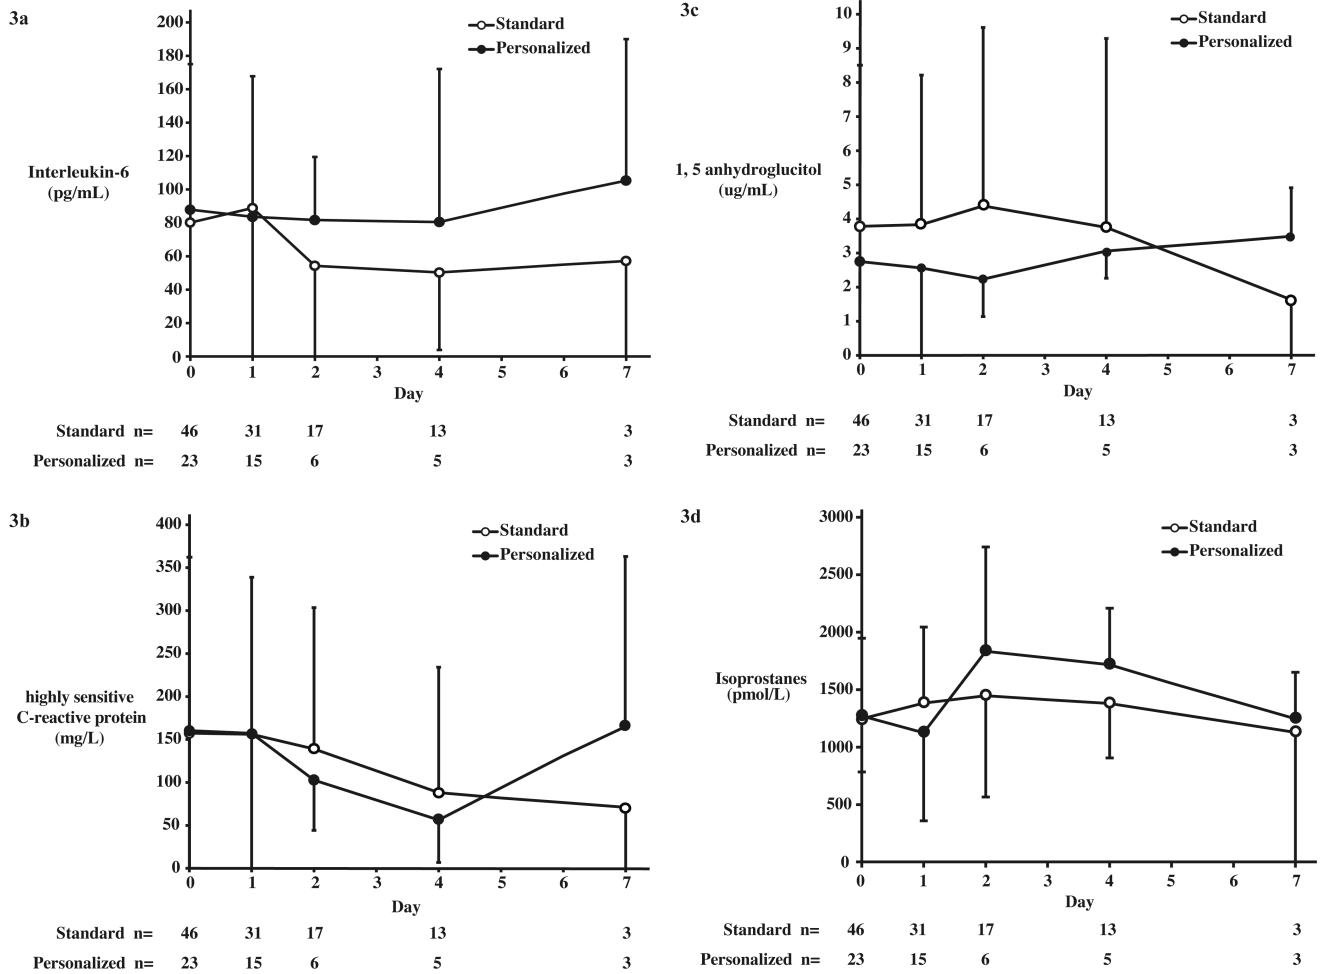 3a
Standard
Personalized
200
180
160
140
120
100
80
60
40
20
0
Interleukin-6
(pg/mL)
0 1 2 3 4 5 6 7
Day
Standard n= 46 31 17 13 3
Personalized n= 23 15 6 5 3
3c
Standard
Personalized
10
9
8
7
6
5
4
3
2
1
0
1, 5 anhydroglucitol
(ug/mL)
0 1 2 3 4 5 6 7
Day
Standard n= 46 31 17 13 3
Personalized n= 23 15 6 5 3
3b
Standard
Personalized
400
350
300
250
200
150
100
50
0
highly sensitive
C-reactive protein
(mg/L)
0 1 2 3 4 5 6 7
Day
Standard n= 46 31 17 13 3
Personalized n= 23 15 6 5 3
3d
Standard
Personalized
3000
2500
2000
1500
1000
500
0
Isoprostanes
(pmol/L)
0 1 2 3 4 5 6 7
Day
Standard n= 46 31 17 13 3
Personalized n= 23 15 6 5 3